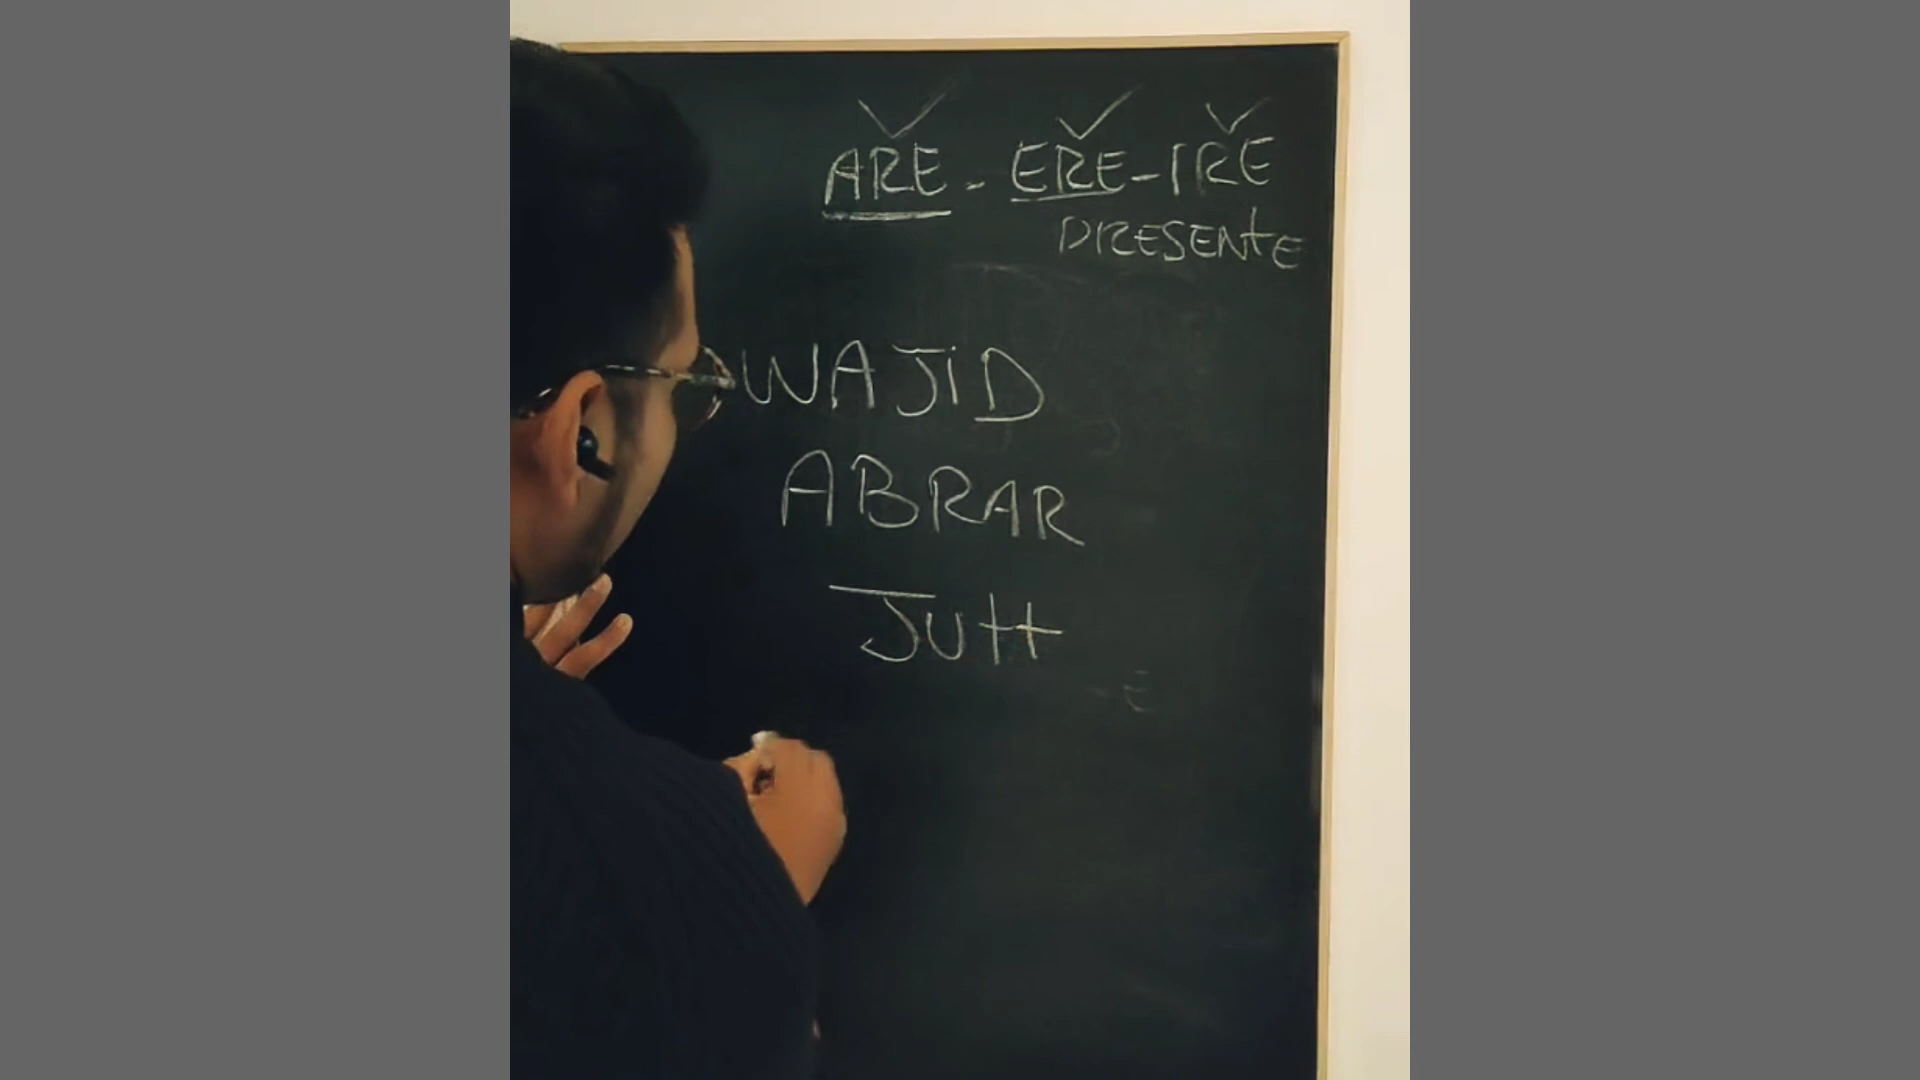 ARE - ERE - IRE
PRESENTE
WAJID
ABRAR
JUtt